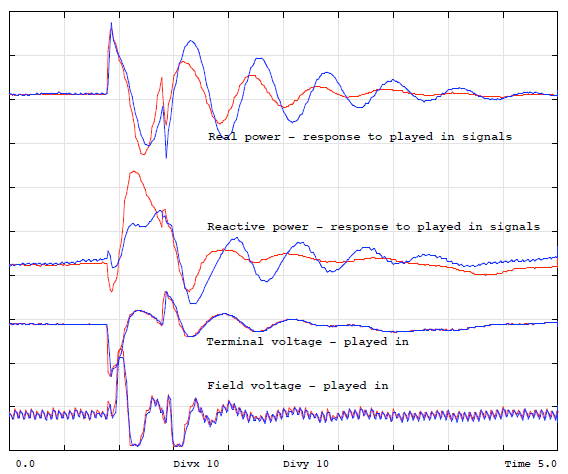 Real power - response to played in signals
Reactive power - response to played in signals
Terminal voltage - played in
Field voltage - played in
0.0 Divx 10 Divy 10 Time 5.0